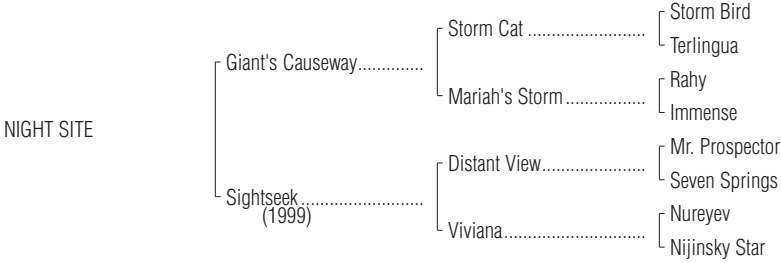 Storm Bird
Storm Cat ........................
Terlingua
Giant's Causeway..............
Rahy
Mariah's Storm .................
Immense
NIGHT SITE
Mr. Prospector
Distant View.....................
Seven Springs
Sightseek .........................
(1999)
Nureyev
Viviana.............................
Nijinsky Star